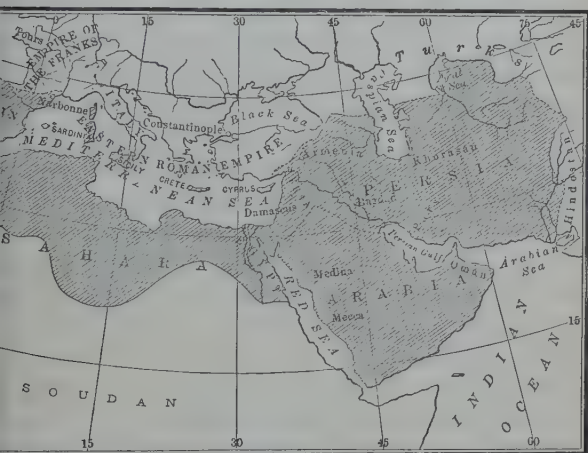 15 30 45 60 75 45
Tours
EMPIRE OF
THE FRANKS
Turks
Aral
Sea
Caspian Sea
Narbonne
ITALY
Constantinople
Black Sea
SARDINIA
EASTERN ROMAN EMPIRE
MEDITERRANEAN SEA
SICILY
CRETE
CYPRUS
Armenia
Khorasan
PERSIA
Hindostan
Damascus
Persian Gulf
Oman
Arabian
Sea
SAHARA
Medina
ARABIA
Mecca
RED SEA
15
INDIAN
OCEAN
SOUDAN
15 30 45 60